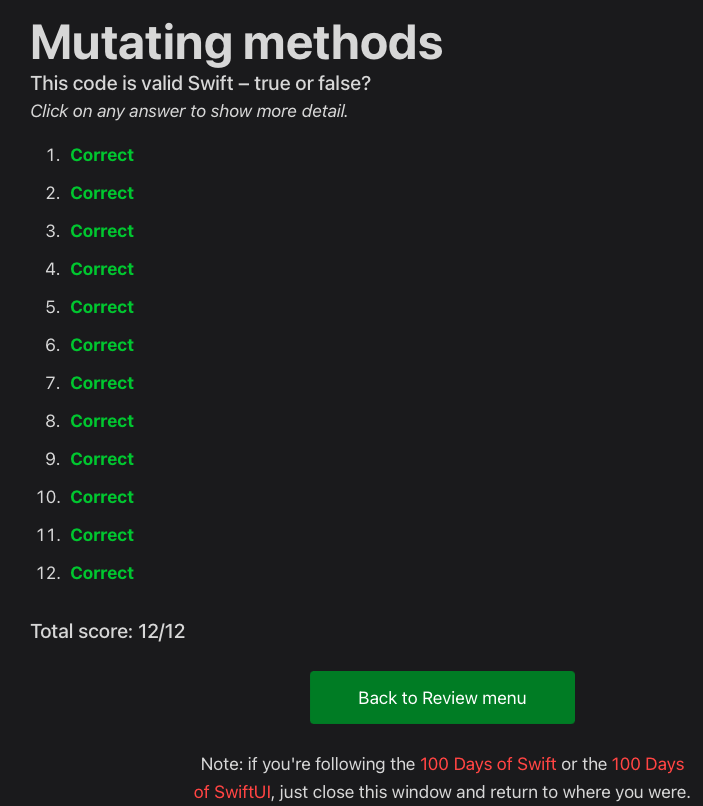 Mutating methods
This code is valid Swift – true or false?
Click on any answer to show more detail.
1. Correct
2. Correct
3. Correct
4. Correct
5. Correct
6. Correct
7. Correct
8. Correct
9. Correct
10. Correct
11. Correct
12. Correct
Total score: 12/12
Back to Review menu
Note: if you're following the 100 Days of Swift or the 100 Days
of SwiftUI, just close this window and return to where you were.